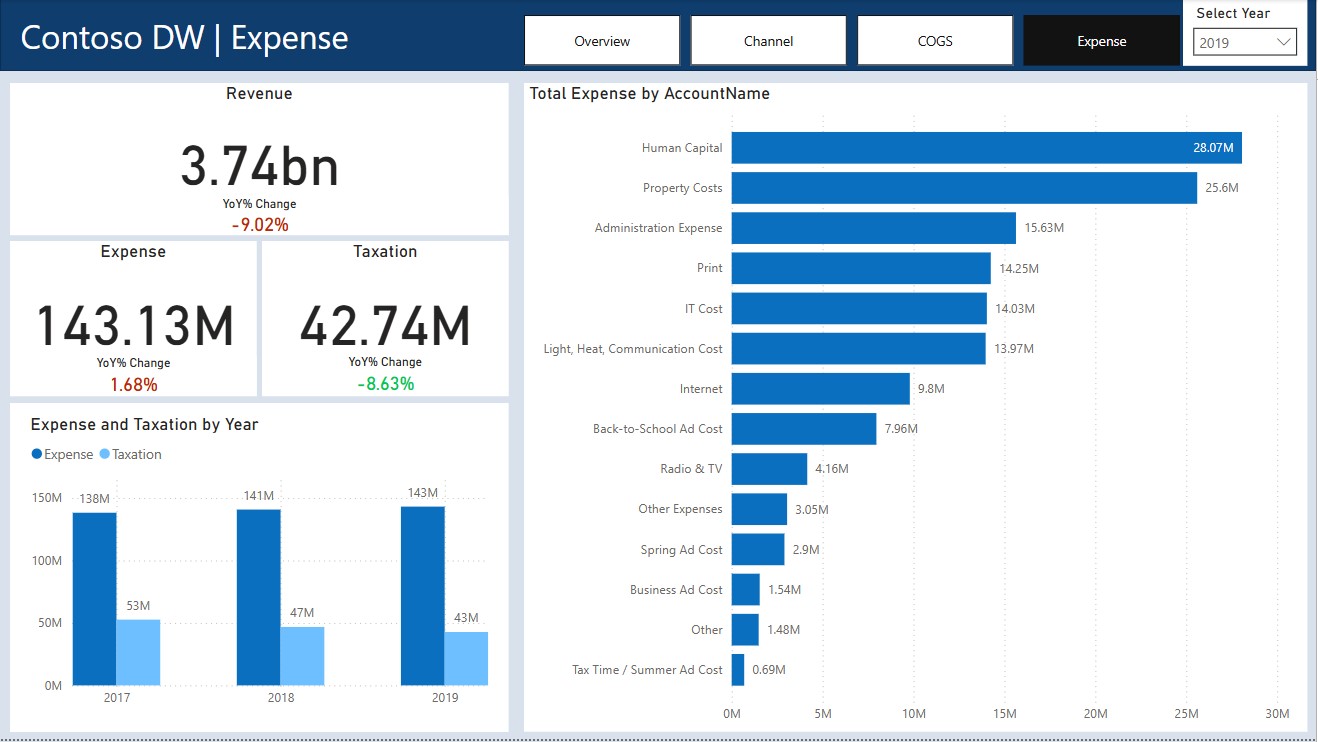 Contoso DW | Expense
Overview
Channel
COGS
Expense
Select Year
2019
Revenue
3.74bn
YoY% Change
-9.02%
Expense
143.13M
YoY% Change
1.68%
Taxation
42.74M
YoY% Change
-8.63%
Expense and Taxation by Year
Expense Taxation
150M
100M
50M
0M
138M
53M
141M
47M
143M
43M
2017
2018
2019
Total Expense by AccountName
Human Capital 28.07M
Property Costs 25.6M
Administration Expense 15.63M
Print 14.25M
IT Cost 14.03M
Light, Heat, Communication Cost 13.97M
Internet 9.8M
Back-to-School Ad Cost 7.96M
Radio & TV 4.16M
Other Expenses 3.05M
Spring Ad Cost 2.9M
Business Ad Cost 1.54M
Other 1.48M
Tax Time / Summer Ad Cost 0.69M
0M 5M 10M 15M 20M 25M 30M